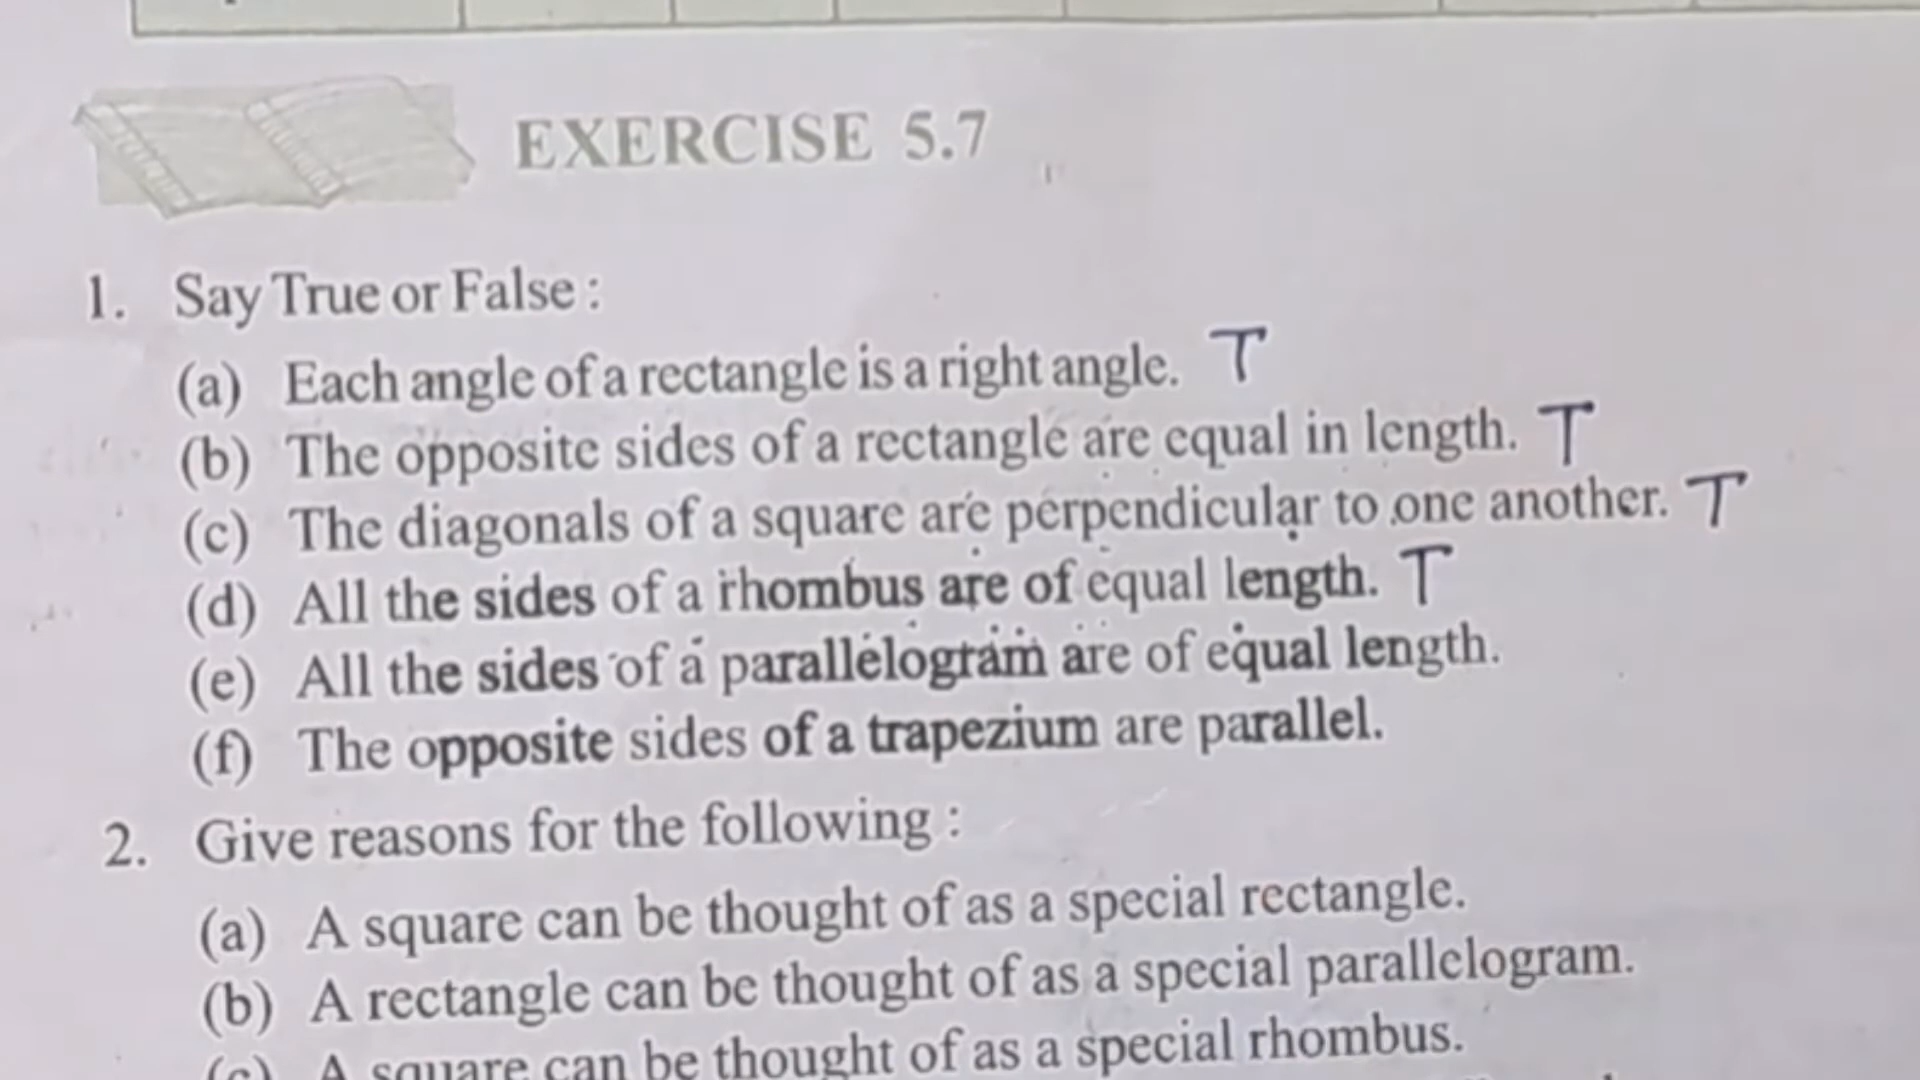 EXERCISE 5.7
1. Say True or False :
(a) Each angle of a rectangle is a right angle. T
(b) The opposite sides of a rectangle are equal in length. T
(c) The diagonals of a square are perpendicular to one another. T
(d) All the sides of a rhombus are of equal length. T
(e) All the sides of a parallelogram are of equal length.
(f) The opposite sides of a trapezium are parallel.
2. Give reasons for the following :
(a) A square can be thought of as a special rectangle.
(b) A rectangle can be thought of as a special parallelogram.
(c) A square can be thought of as a special rhombus.